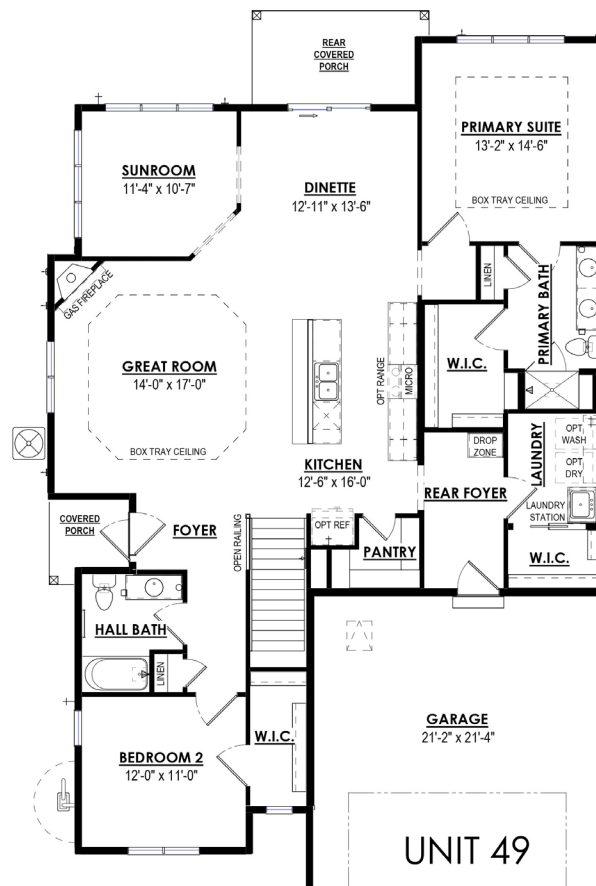 REAR
COVERED
PORCH
PRIMARY SUITE
13'-2" x 14'-6"
BOX TRAY CEILING
SUNROOM
11'-4" x 10'-7"
DINETTE
12'-11" x 13'-6"
GAS FIREPLACE
LINEN
PRIMARY BATH
GREAT ROOM
14'-0" x 17'-0"
BOX TRAY CEILING
OPT RANGE
MICRO
W.I.C.
KITCHEN
12'-6" x 16'-0"
DROP
ZONE
LAUNDRY
OPT
WASH
OPT
DRY
LAUNDRY
STATION
REAR FOYER
W.I.C.
COVERED
PORCH
FOYER
OPEN RAILING
OPT REF
PANTRY
HALL BATH
LINEN
BEDROOM 2
12'-0" x 11'-0"
W.I.C.
GARAGE
21'-2" x 21'-4"
UNIT 49